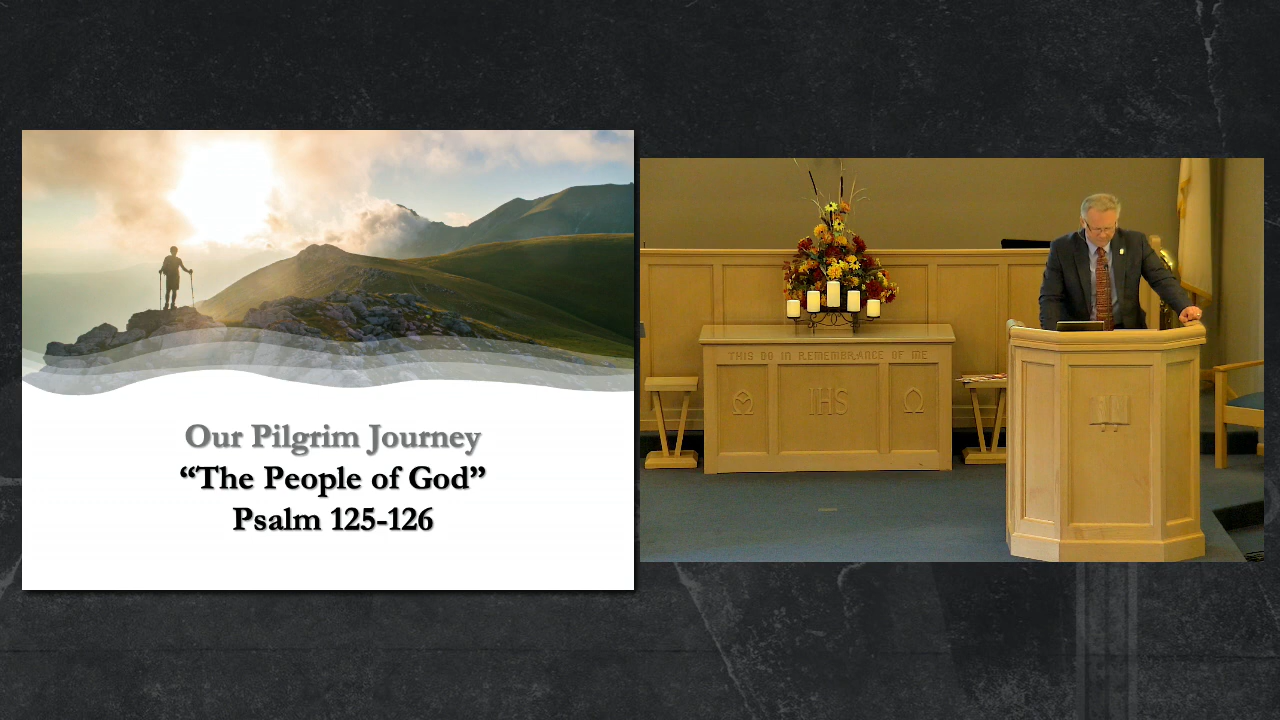 Our Pilgrim Journey
“The People of God”
Psalm 125-126
THIS DO IN REMEMBRANCE OF ME
IHS